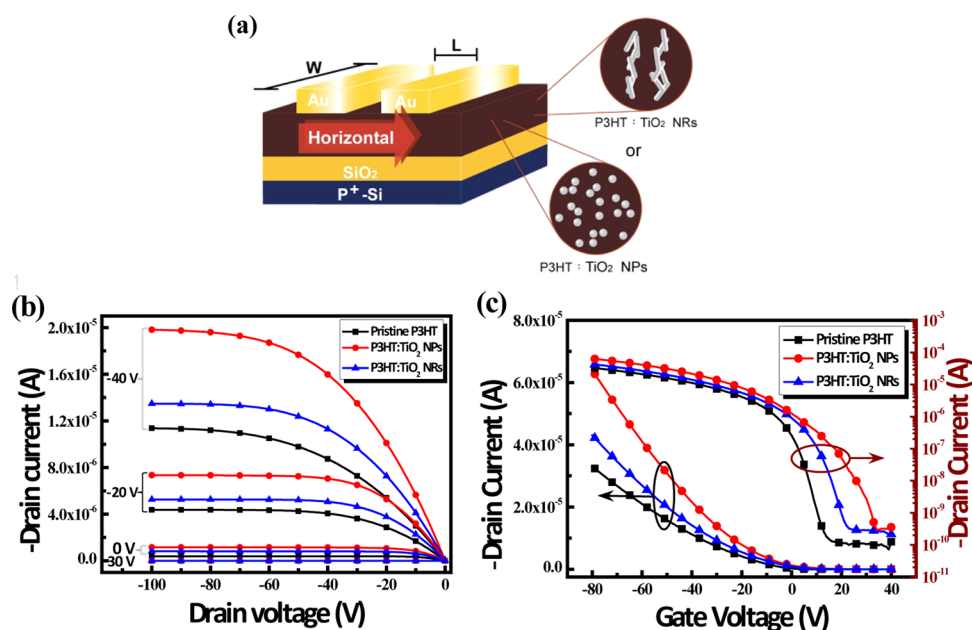 (a)
W
L
Au
Au
Horizontal
SiO2
P+-Si
P3HT : TiO2 NRs
or
P3HT : TiO2 NPs
(b)
2.0x10-5
1.6x10-5
1.2x10-5
8.0x10-6
4.0x10-6
0.0
-Drain current (A)
-40 V
-20 V
0 V
30 V
Pristine P3HT
P3HT:TiO2 NPs
P3HT:TiO2 NRs
-100 -80 -60 -40 -20 0
Drain voltage (V)
(c)
8.0x10-5
6.0x10-5
4.0x10-5
2.0x10-5
0.0
-Drain Current (A)
Pristine P3HT
P3HT:TiO2 NPs
P3HT:TiO2 NRs
10-3
10-4
10-5
10-6
10-7
10-8
10-9
10-10
10-11
-Drain Current (A)
-80 -60 -40 -20 0 20 40
Gate Voltage (V)